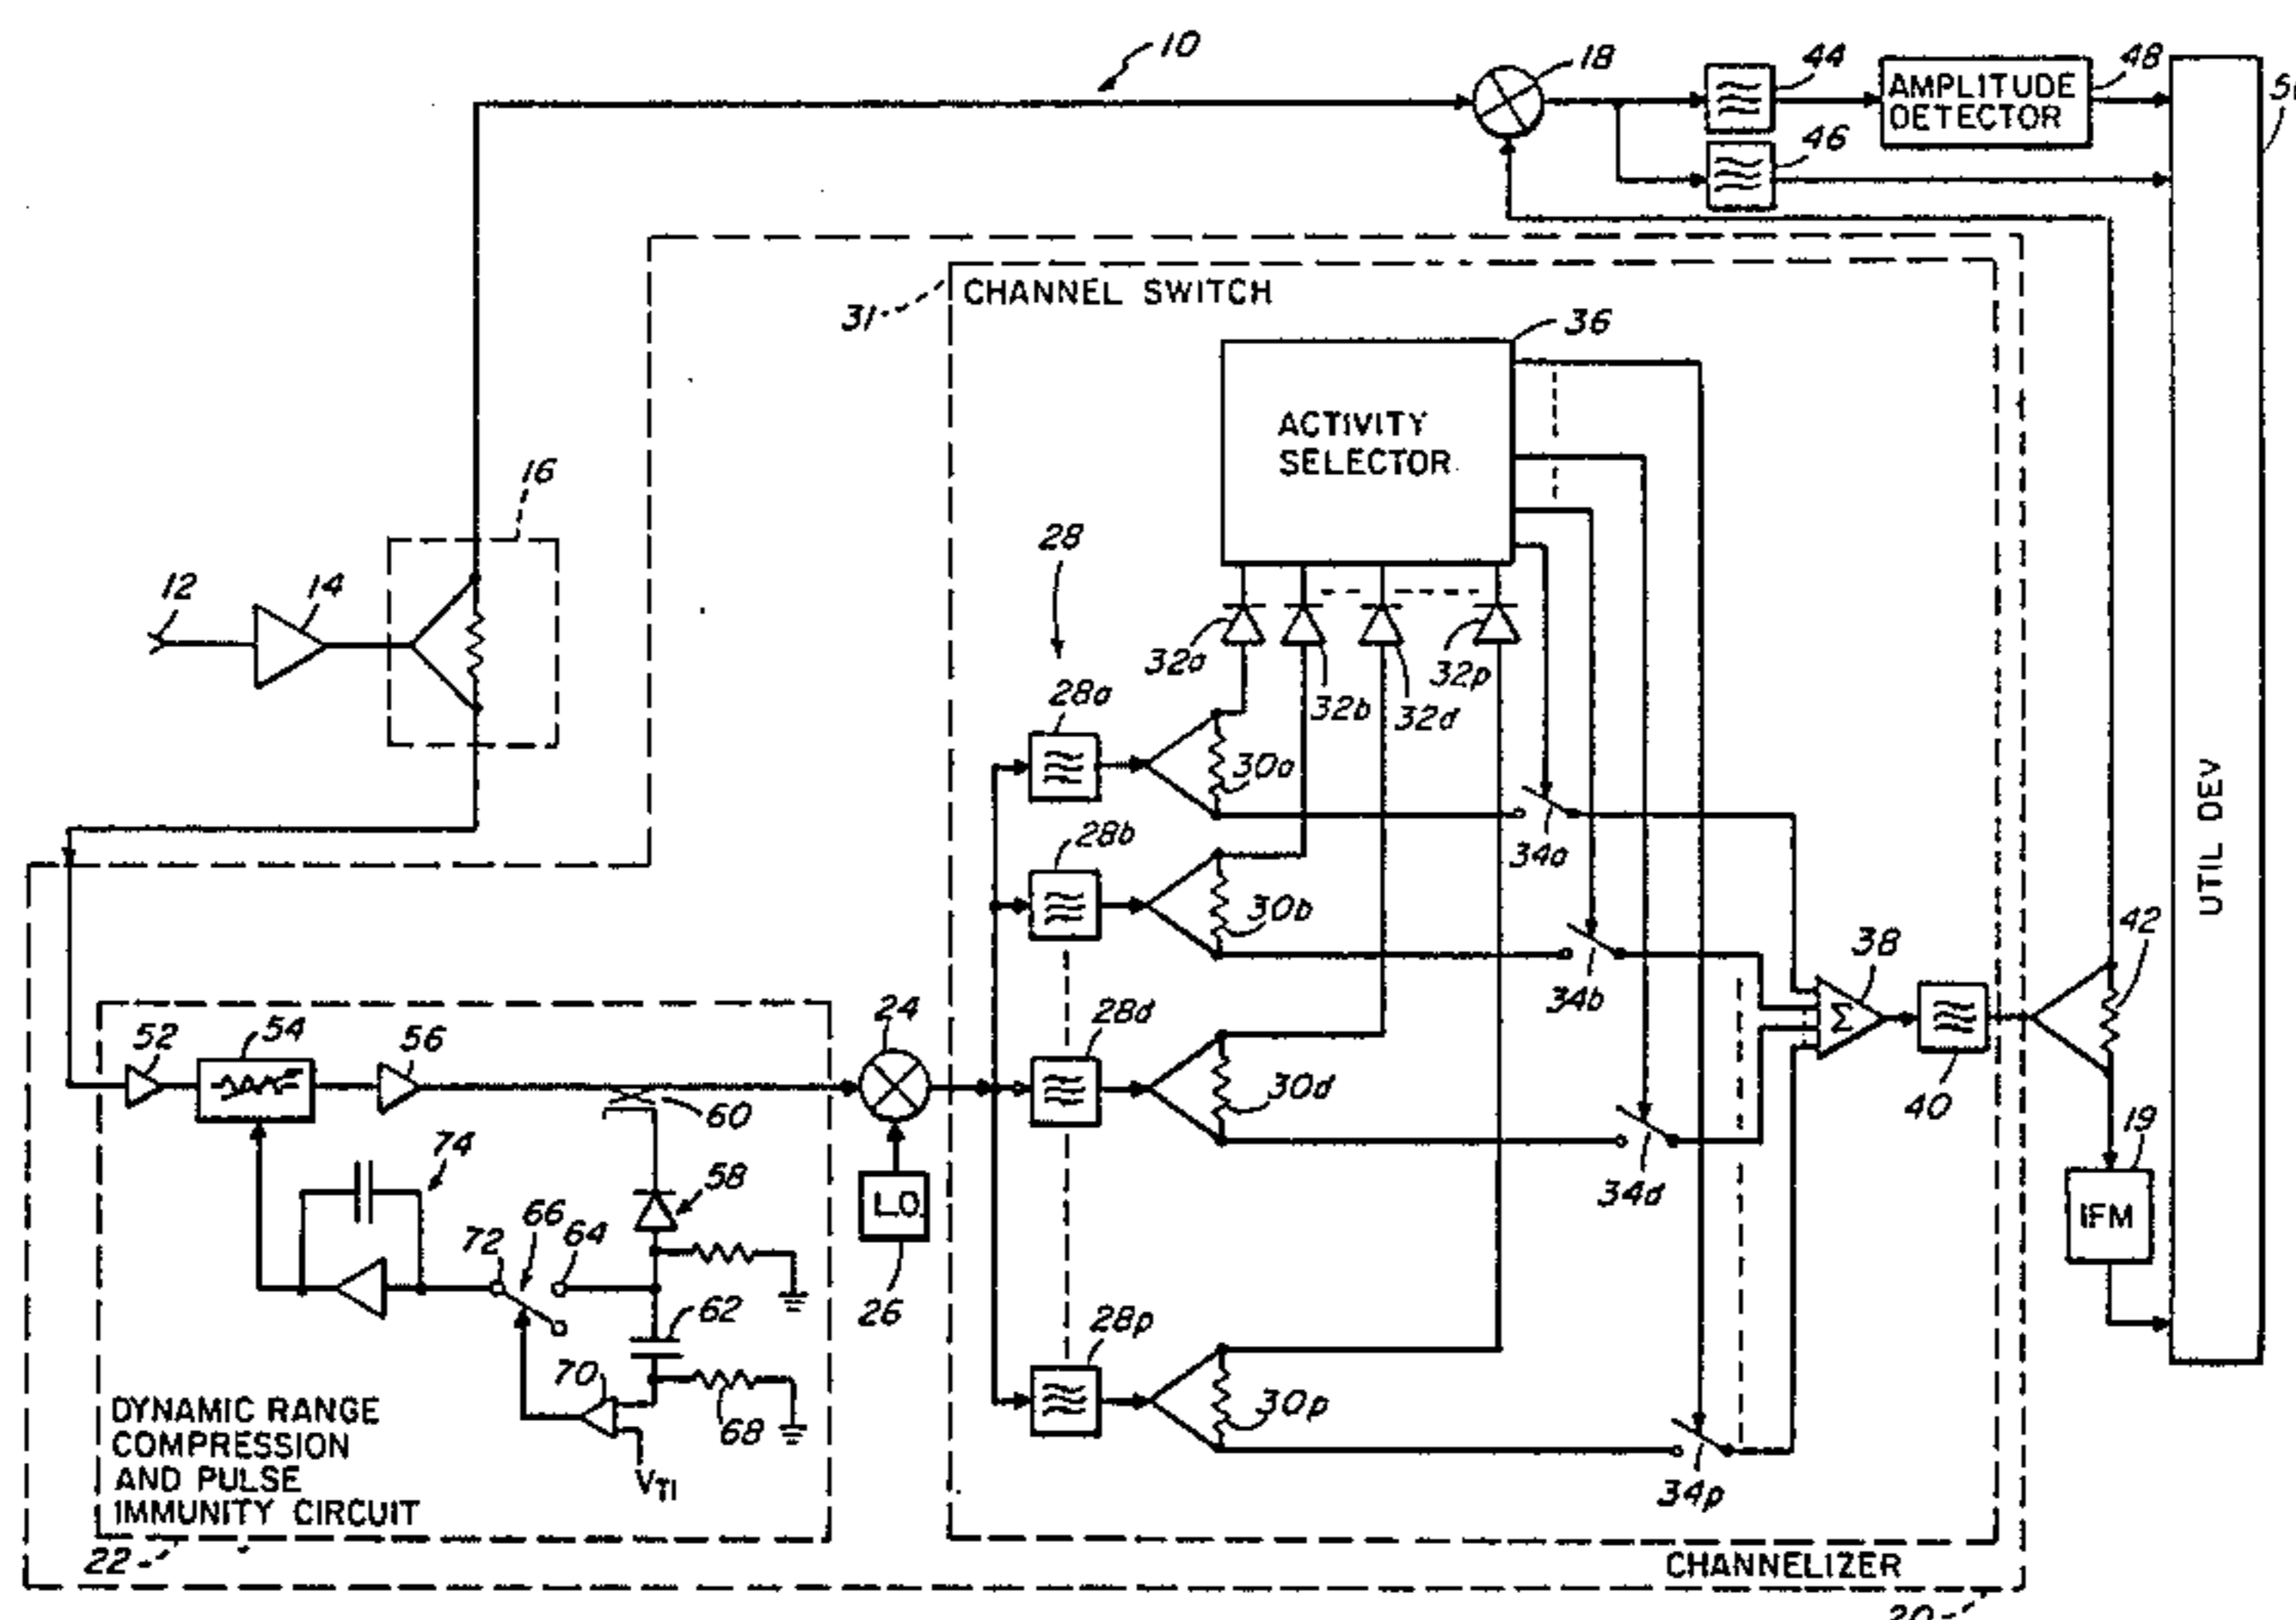 10
18
44
AMPLITUDE
DETECTOR
48
46
31
CHANNEL SWITCH
36
ACTIVITY
SELECTOR
16
12
14
28
32a
32b
32d
32p
28a
30a
34a
28b
30b
34b
UTIL DEV
42
38
Σ
52
54
56
24
28d
30d
34d
40
60
74
58
L.O.
19
IFM
72
66
64
26
62
28p
30p
34p
70
68
V_TI
DYNAMIC RANGE
COMPRESSION
AND PULSE
IMMUNITY CIRCUIT
22
CHANNELIZER
20